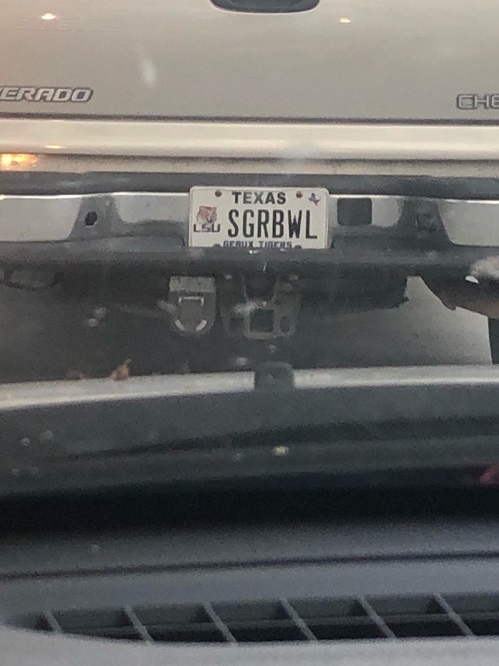 ERADO
CHE
TEXAS
LSU SGRBWL
GEAUX TIGERS